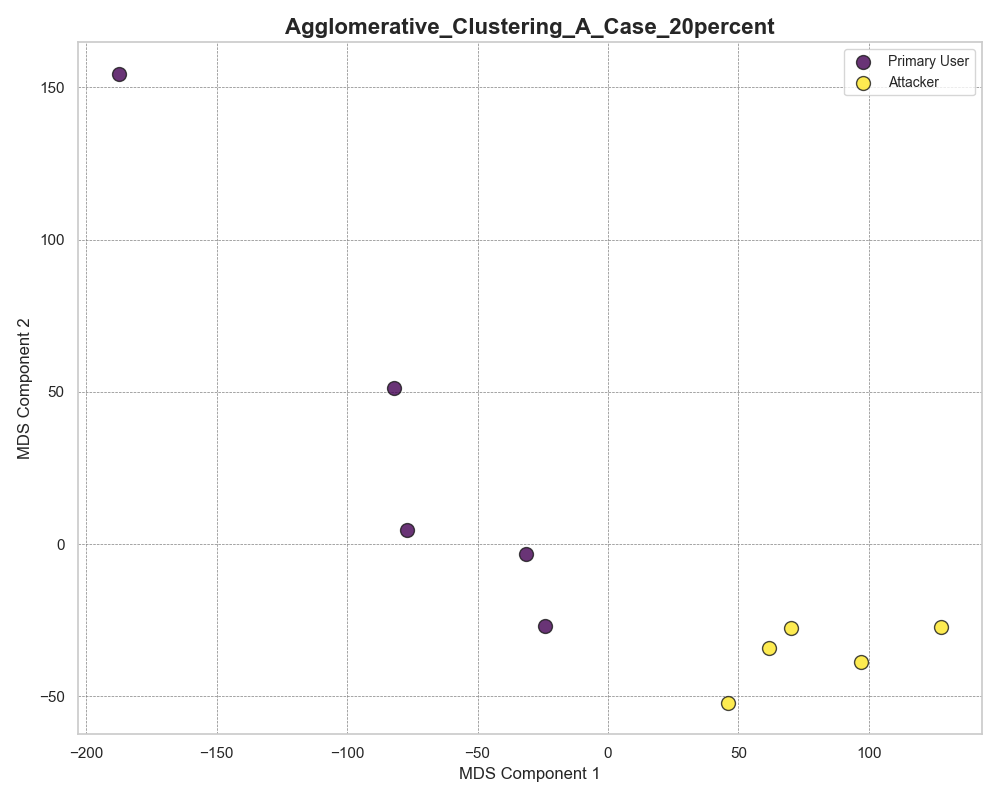 Agglomerative_Clustering_A_Case_20percent
Primary User
Attacker
150
100
50
0
−50
MDS Component 2
−200
−150
−100
−50
0
50
100
MDS Component 1